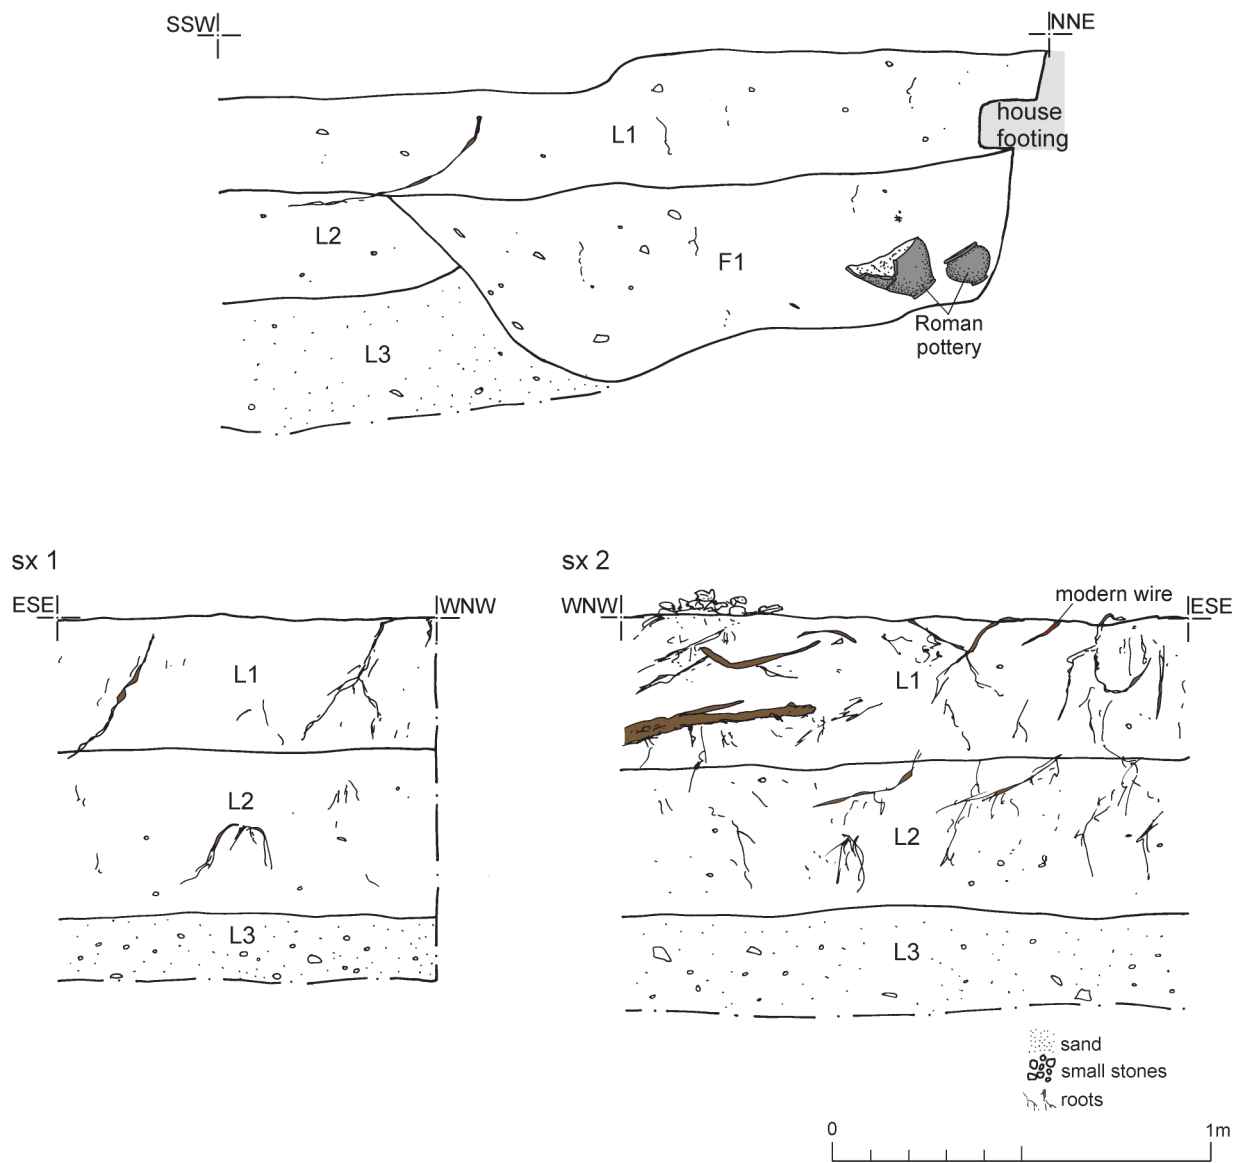 SSW
NNE
L1
house
footing
L2
F1
Roman
pottery
L3
sx 1
sx 2
ESE
WNW
WNW
modern wire
ESE
L1
L1
L2
L2
L3
L3
sand
small stones
roots
0
1m